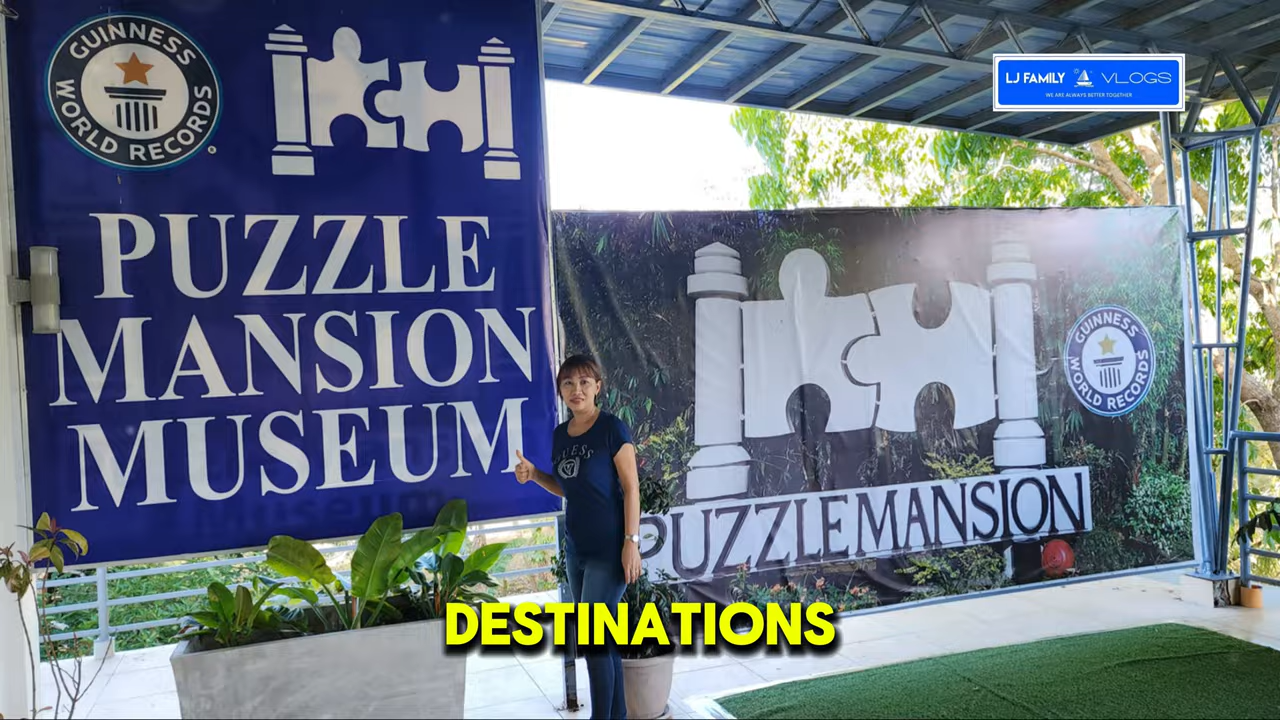 GUINNESS
WORLD RECORDS
PUZZLE
MANSION
MUSEUM
LJ FAMILY VLOGS
WE ARE ALWAYS BETTER TOGETHER
GUINNESS
WORLD RECORDS
PUZZLEMANSION
GUESS
DESTINATIONS